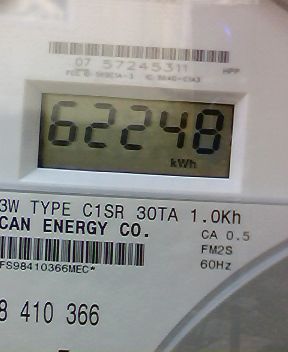 07 57245311
HPP
62248
kWh
3W TYPE C1SR 30TA 1.0Kh
CAN ENERGY CO.
CA 0.5
FM2S
FS98410366MEC*
60Hz
8 410 366